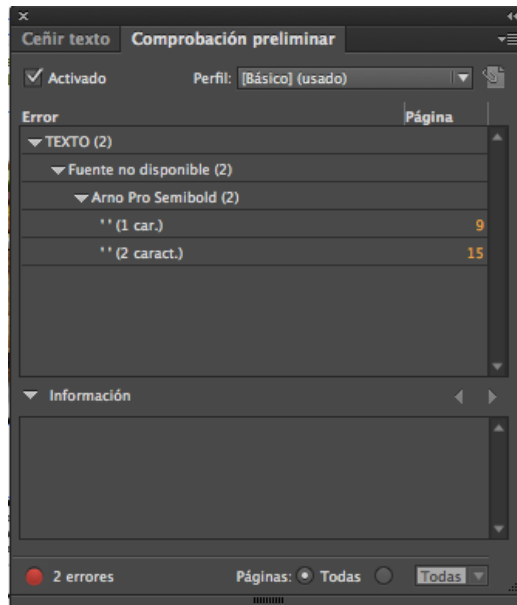 Ceñir texto Comprobación preliminar
Activado Perfil: [Básico] (usado)
Error Página
TEXTO (2)
Fuente no disponible (2)
Arno Pro Semibold (2)
' ' (1 car.) 9
' ' (2 caract.) 15
Información
2 errores Páginas: Todas Todas